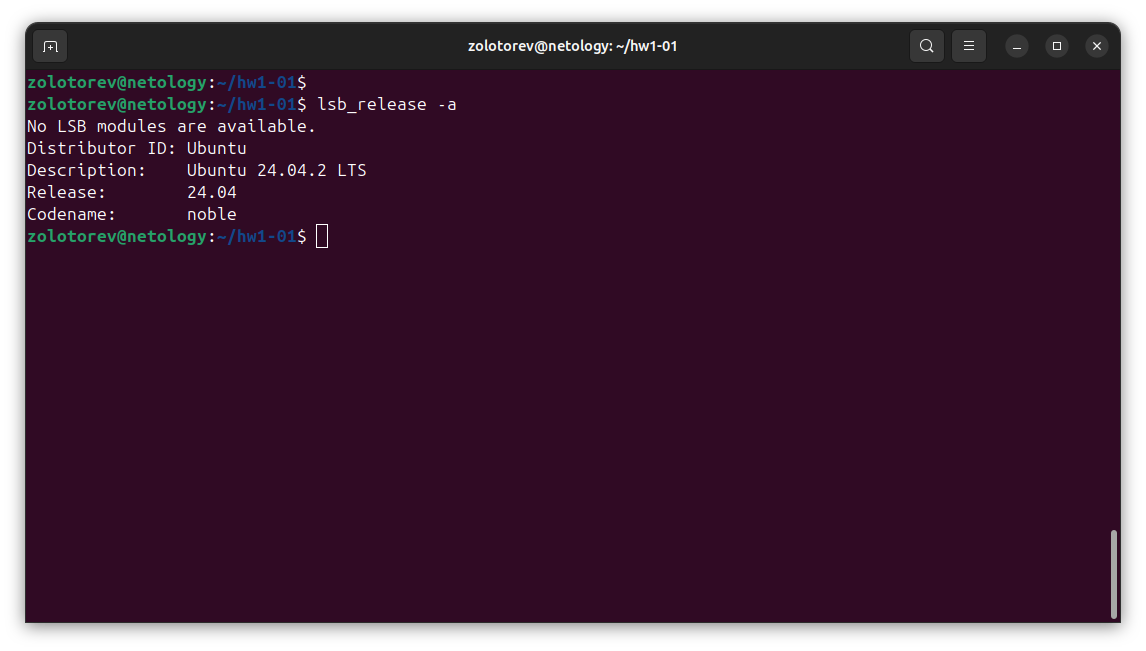 zolotorev@netology: ~/hw1-01
zolotorev@netology:~/hw1-01$
zolotorev@netology:~/hw1-01$ lsb_release -a
No LSB modules are available.
Distributor ID: Ubuntu
Description:    Ubuntu 24.04.2 LTS
Release:        24.04
Codename:       noble
zolotorev@netology:~/hw1-01$